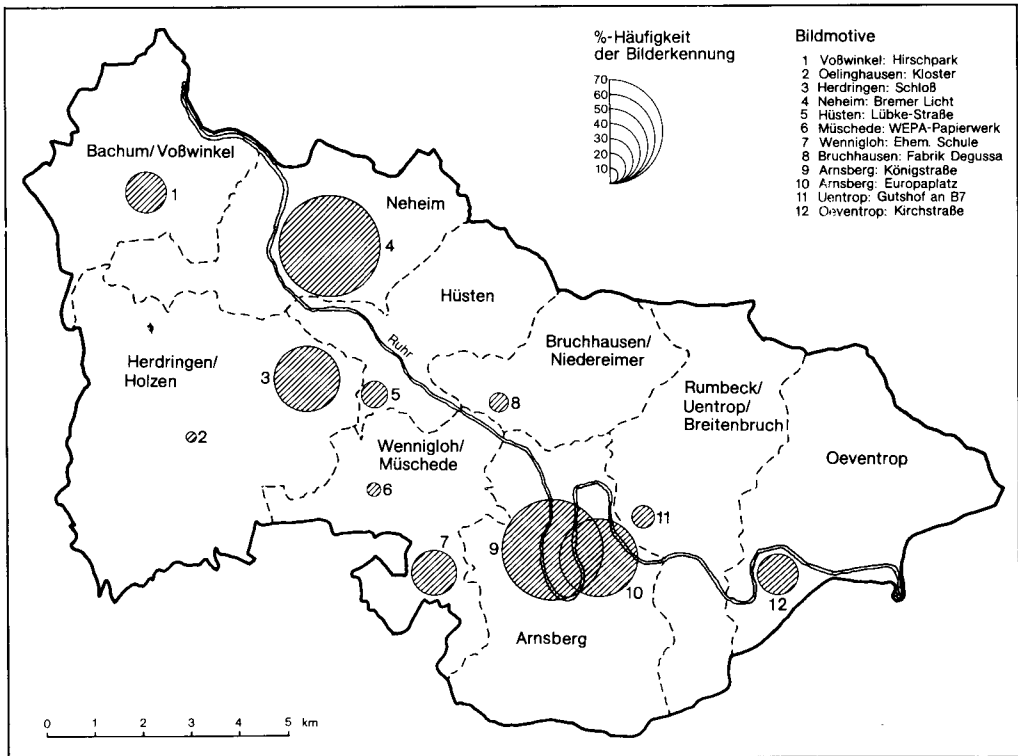 %-Häufigkeit
der Bilderkennung
70
60
50
40
30
20
10
Bildmotive
1 Voßwinkel: Hirschpark
2 Oelinghausen: Kloster
3 Herdringen: Schloß
4 Neheim: Bremer Licht
5 Hüsten: Lübke-Straße
6 Müschede: WEPA-Papierwerk
7 Wennigloh: Ehem. Schule
8 Bruchhausen: Fabrik Degussa
9 Arnsberg: Königstraße
10 Arnsberg: Europaplatz
11 Uentrop: Gutshof an B7
12 Oeventrop: Kirchstraße
Bachum/Voßwinkel
1
Neheim
4
Hüsten
Ruhr
Bruchhausen/
Niedereimer
Herdringen/
Holzen
3
5
8
Rumbeck/
Uentrop/
Breitenbruch
2
Wennigloh/
Müschede
Oeventrop
6
11
7
9
10
12
Arnsberg
0 1 2 3 4 5 km